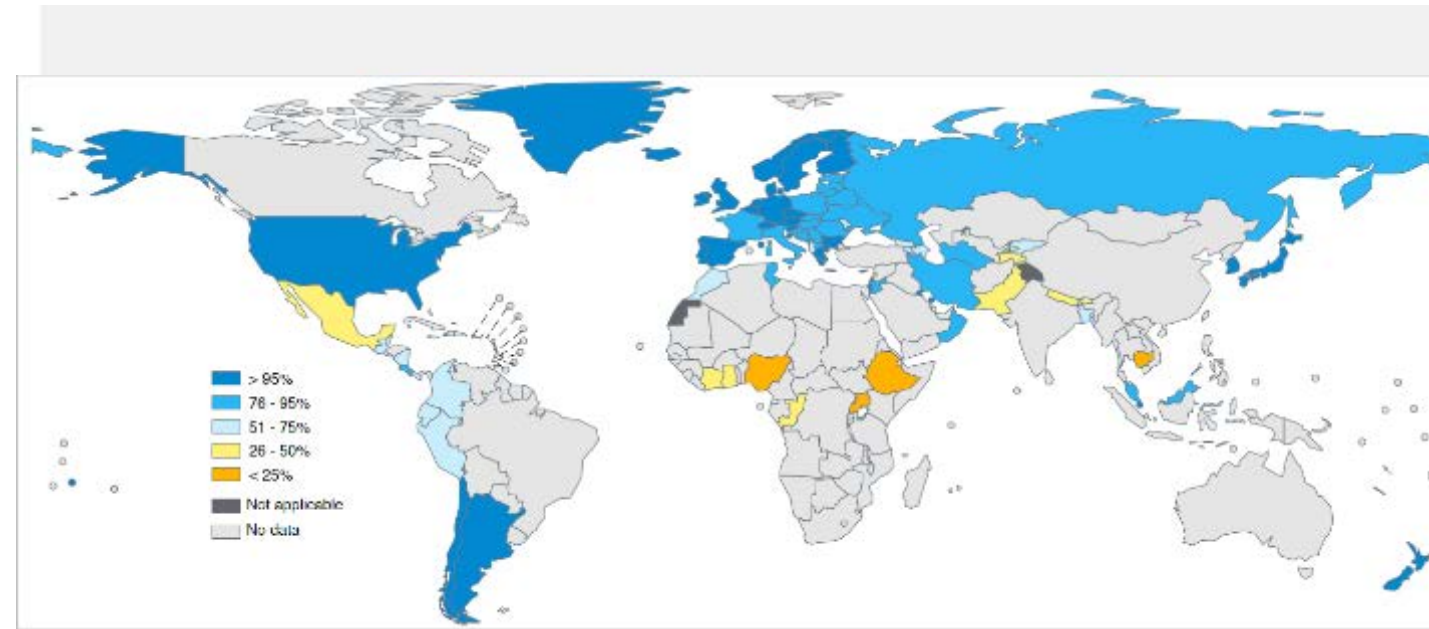 > 95%
76 - 95%
51 - 75%
26 - 50%
< 25%
Not applicable
No data